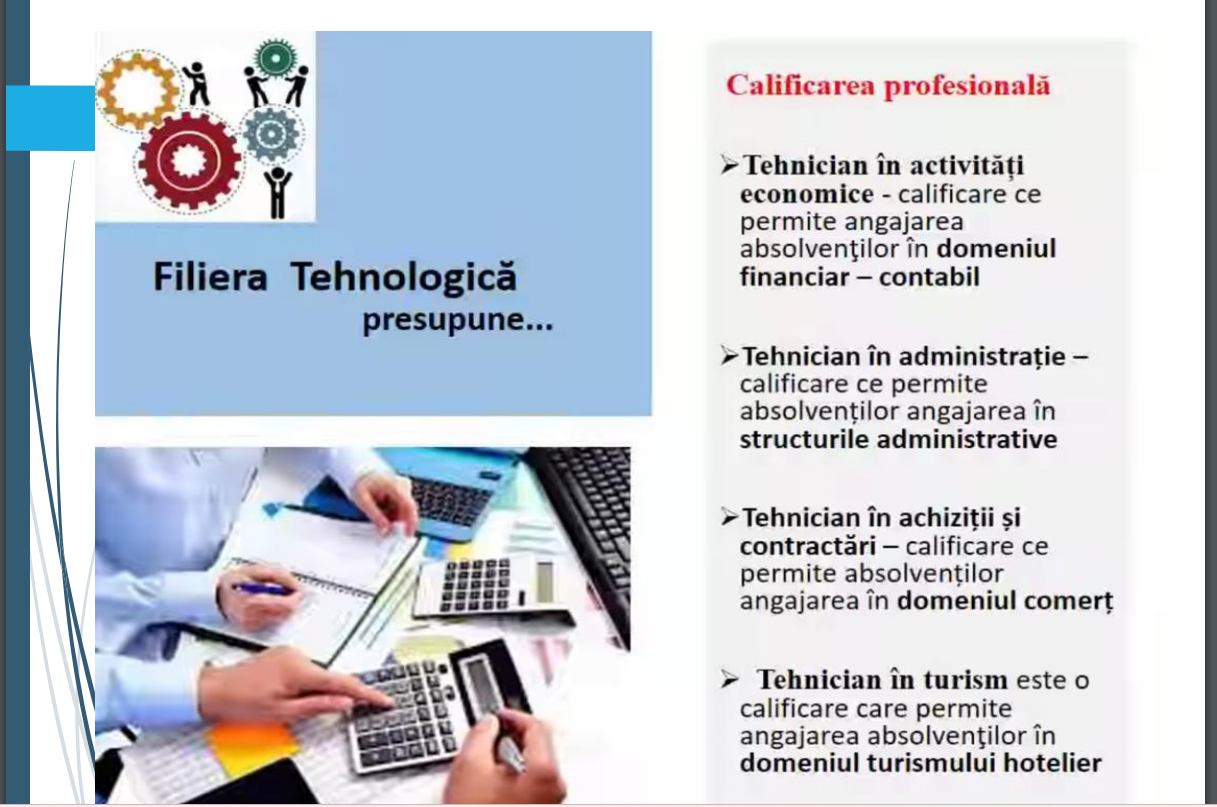 Filiera Tehnologică
presupune...
Calificarea profesională
➢Tehnician în activități
economice - calificare ce
permite angajarea
absolvenţilor în domeniul
financiar – contabil
➢Tehnician în administrație –
calificare ce permite
absolvenților angajarea în
structurile administrative
➢Tehnician în achiziții și
contractări – calificare ce
permite absolvenților
angajarea în domeniul comerț
➢ Tehnician în turism este o
calificare care permite
angajarea absolvenţilor în
domeniul turismului hotelier